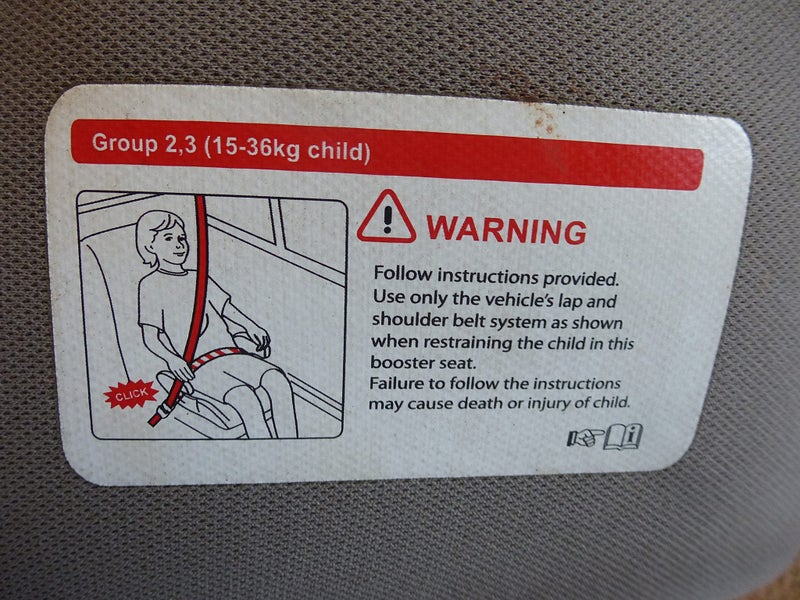 Group 2,3 (15-36kg child)
WARNING
Follow instructions provided.
Use only the vehicle's lap and
shoulder belt system as shown
when restraining the child in this
booster seat.
Failure to follow the instructions
may cause death or injury of child.
CLICK